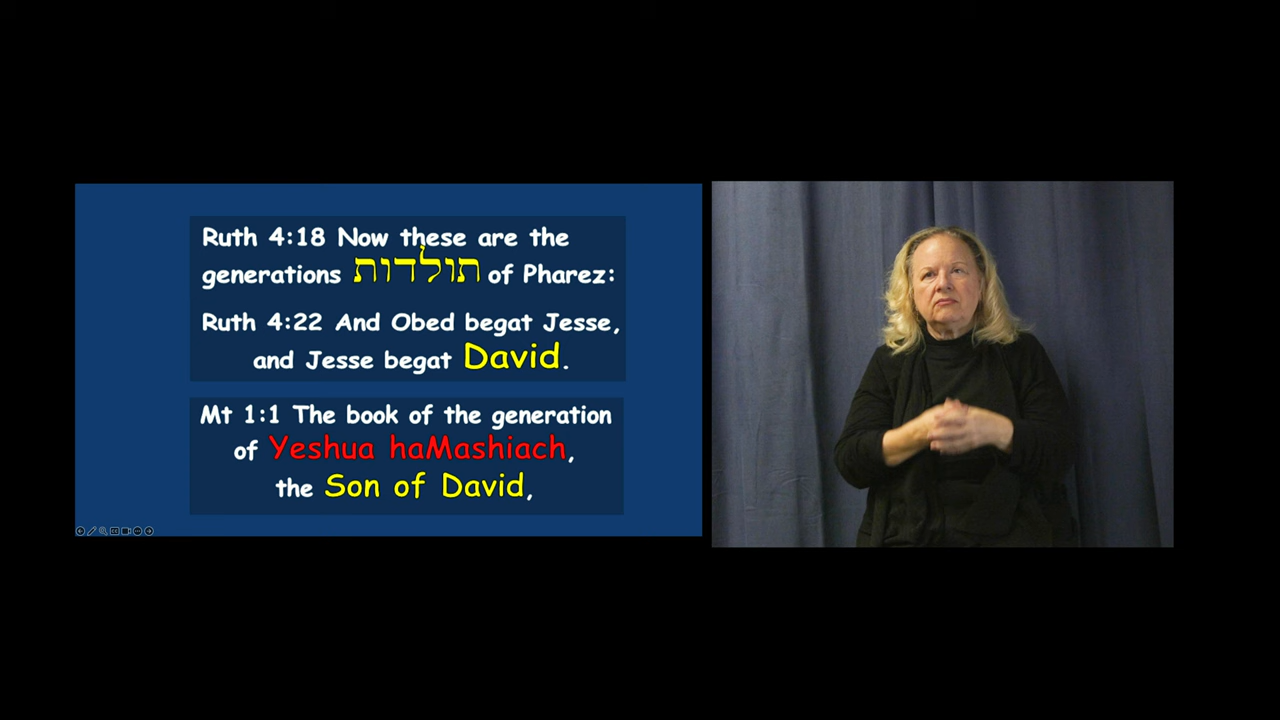 Ruth 4:18 Now these are the
generations תולדות of Pharez:
Ruth 4:22 And Obed begat Jesse,
and Jesse begat David.
Mt 1:1 The book of the generation
of Yeshua haMashiach,
the Son of David,